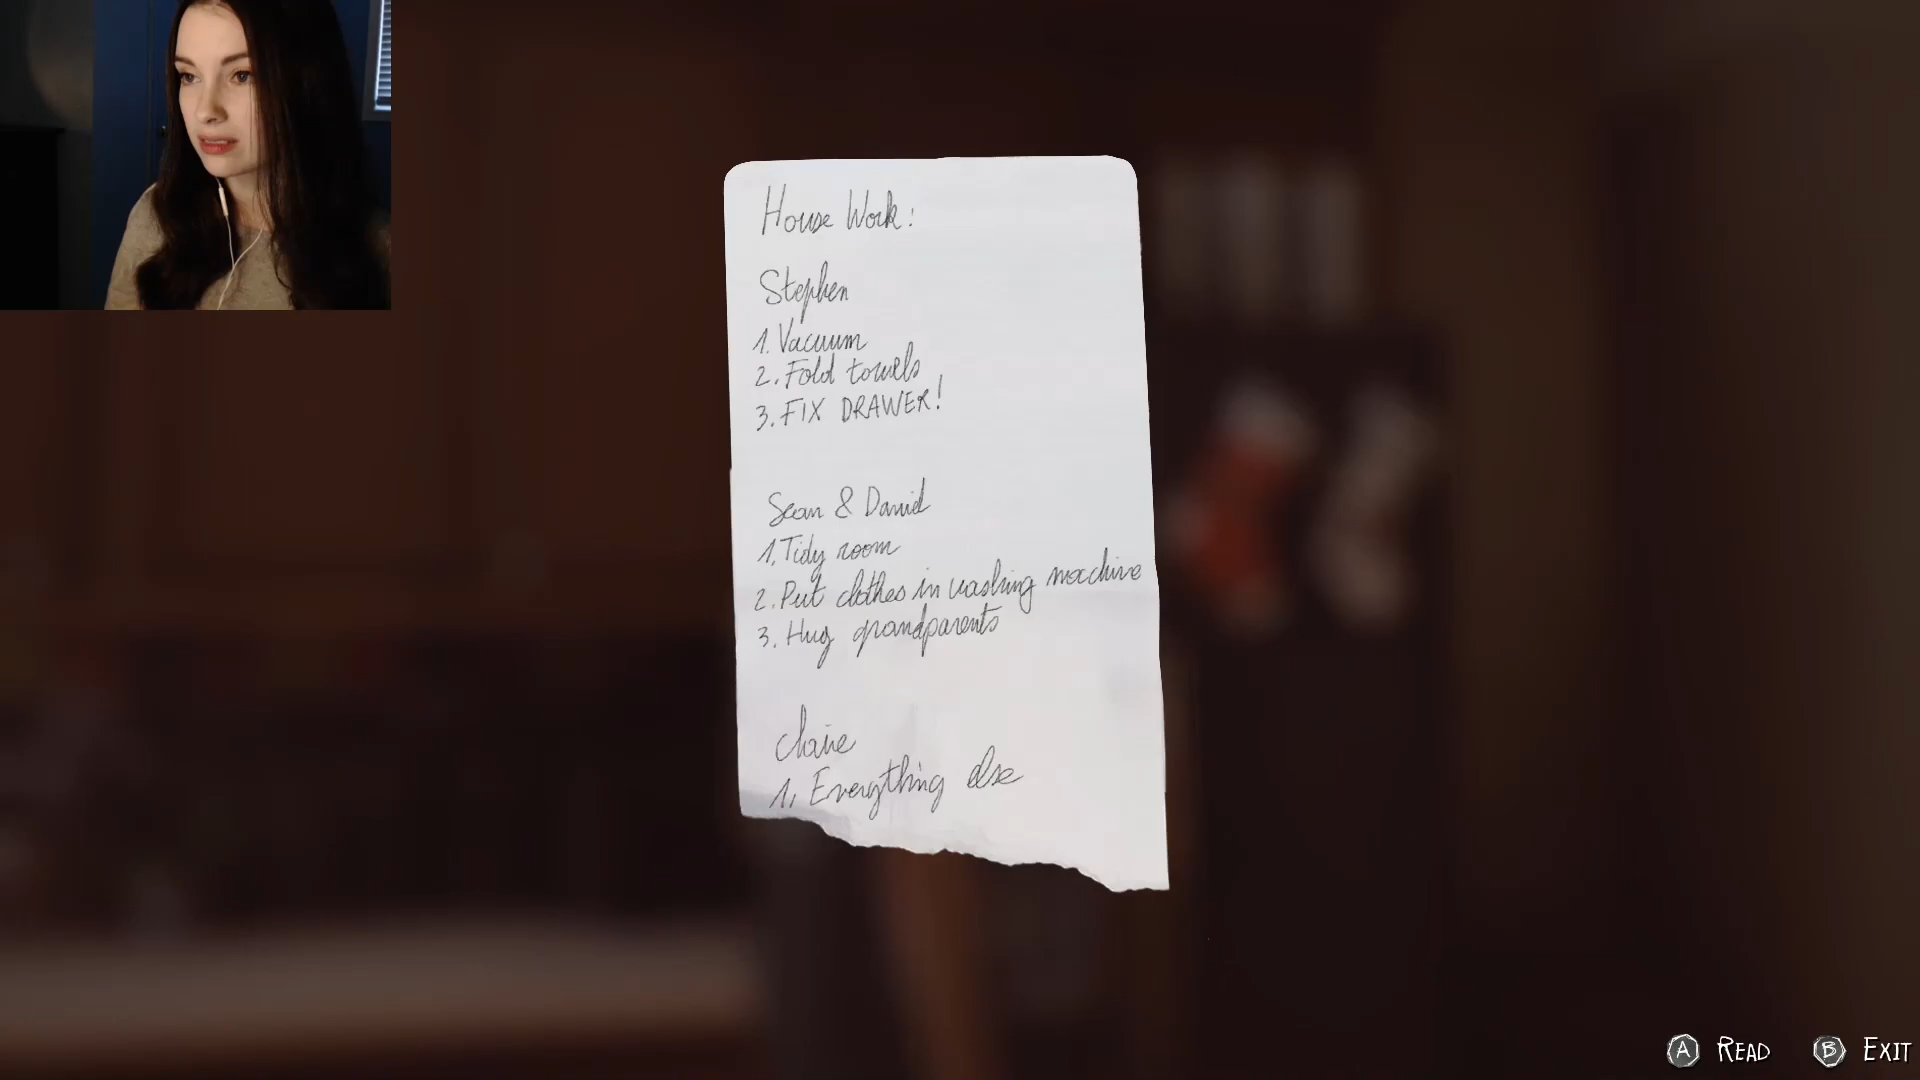 House Work:
Stephen
1. Vacuum
2. Fold towels
3. FIX DRAWER!
Sean & Daniel
1. Tidy room
2. Put clothes in washing machine
3. Hug grandparents
Claire
1. Everything else
A READ B EXIT